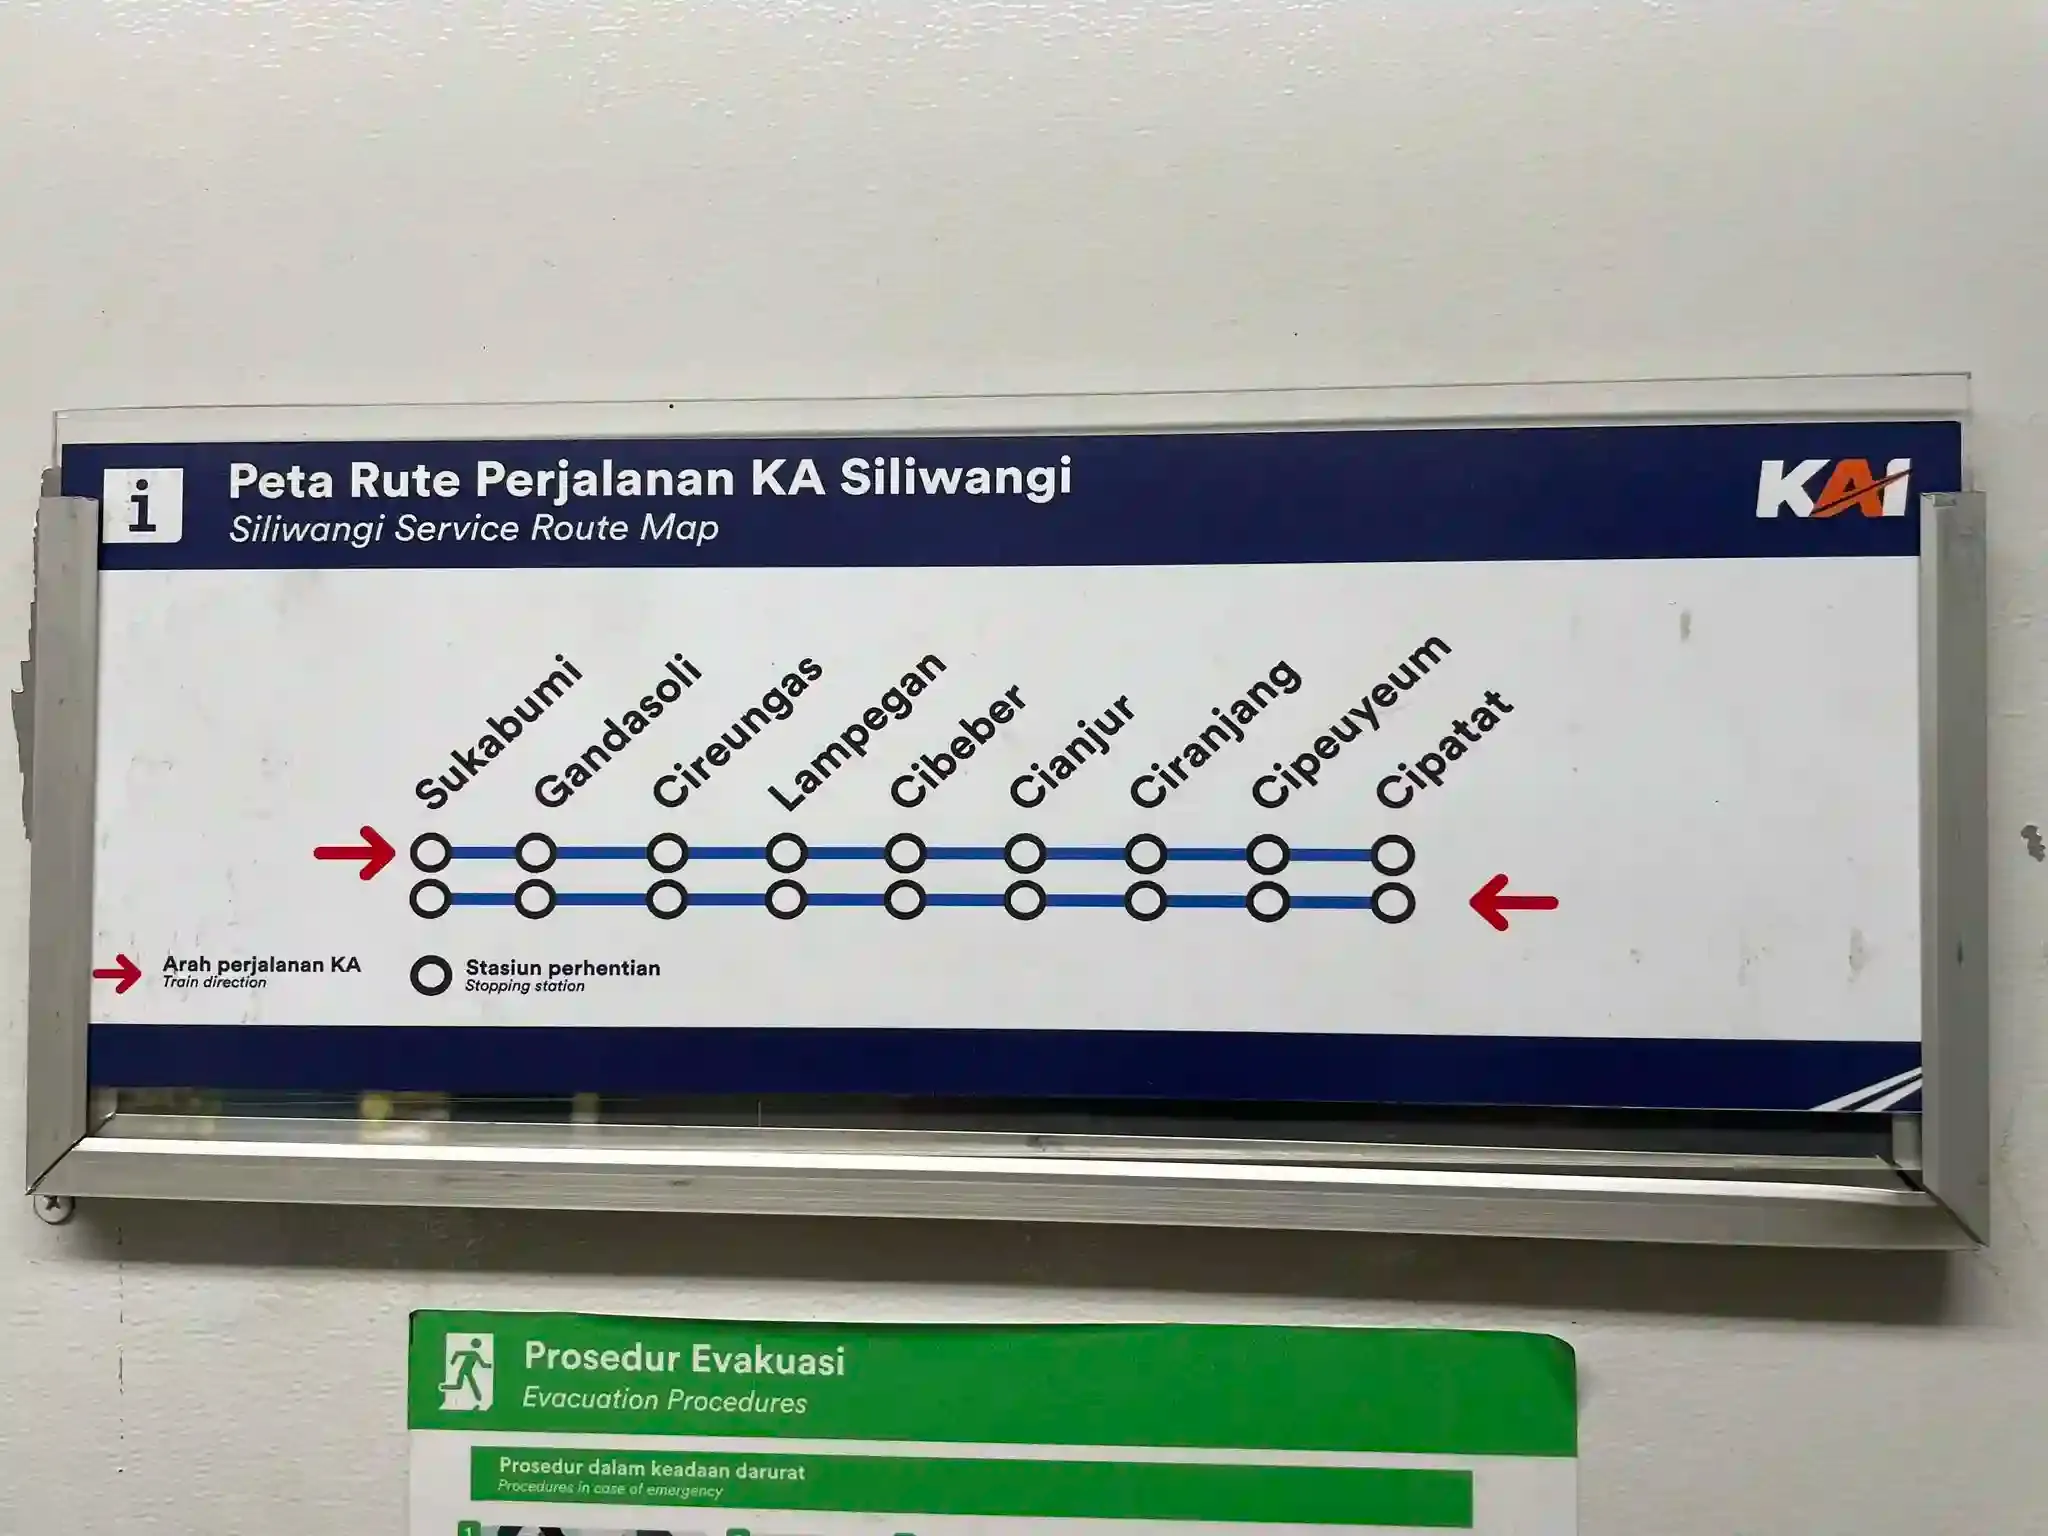 i
Peta Rute Perjalanan KA Siliwangi
Siliwangi Service Route Map
KAI
Sukabumi
Gandasoli
Cireungas
Lampegan
Cibeber
Cianjur
Ciranjang
Cipeuyeum
Cipatat
Arah perjalanan KA
Train direction
Stasiun perhentian
Stopping station
Prosedur Evakuasi
Evacuation Procedures
Prosedur dalam keadaan darurat
Procedures in case of emergency
1